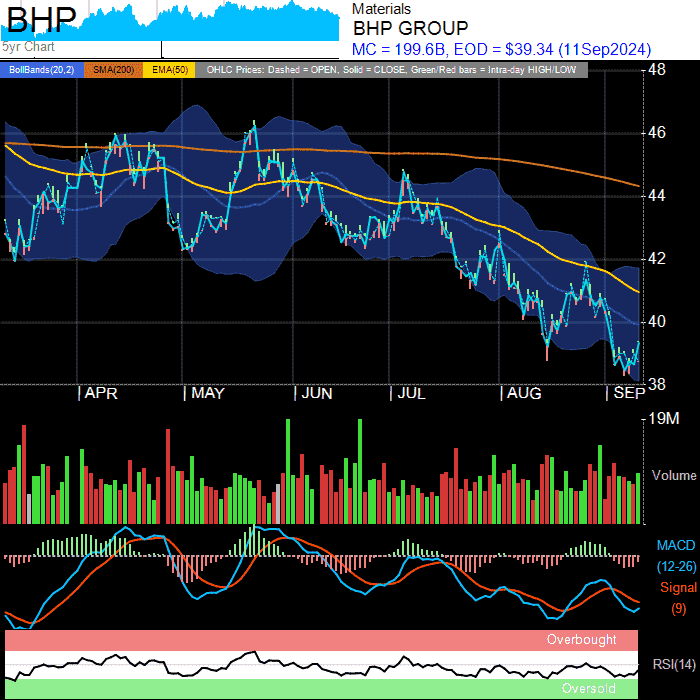 BHP
5yr Chart
Materials
BHP GROUP
MC = 199.6B, EOD = $39.34 (11Sep2024)
BollBands(20,2) SMA(200) EMA(50) OHLC Prices: Dashed = OPEN, Solid = CLOSE, Green/Red bars = Intra-day HIGH/LOW
48
46
44
42
40
38
| APR | MAY | JUN | JUL | AUG | SEP
19M
Volume
MACD
(12-26)
Signal
(9)
Overbought
RSI(14)
Oversold